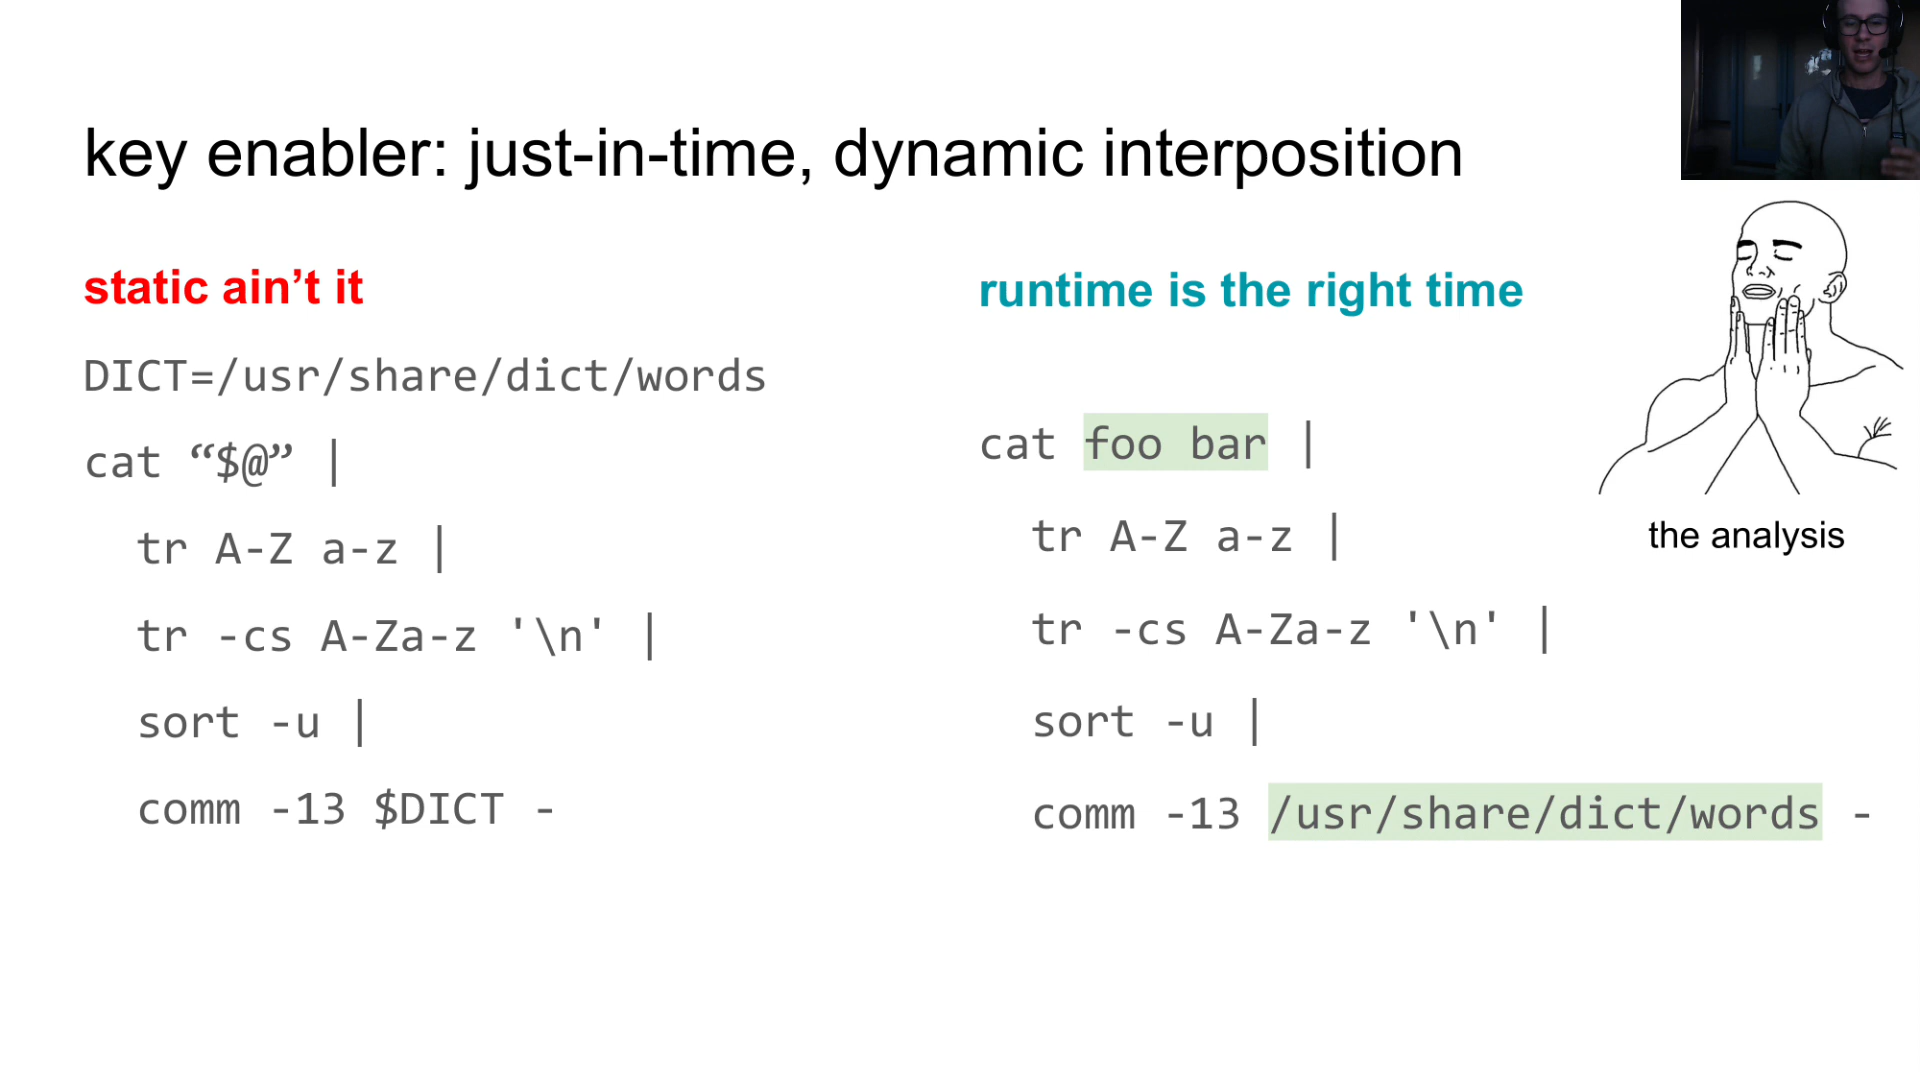 key enabler: just-in-time, dynamic interposition
static ain’t it
DICT=/usr/share/dict/words
cat “$@” |
tr A-Z a-z |
tr -cs A-Za-z '\n' |
sort -u |
comm -13 $DICT -
runtime is the right time
cat foo bar |
tr A-Z a-z |
tr -cs A-Za-z '\n' |
sort -u |
comm -13 /usr/share/dict/words -
the analysis